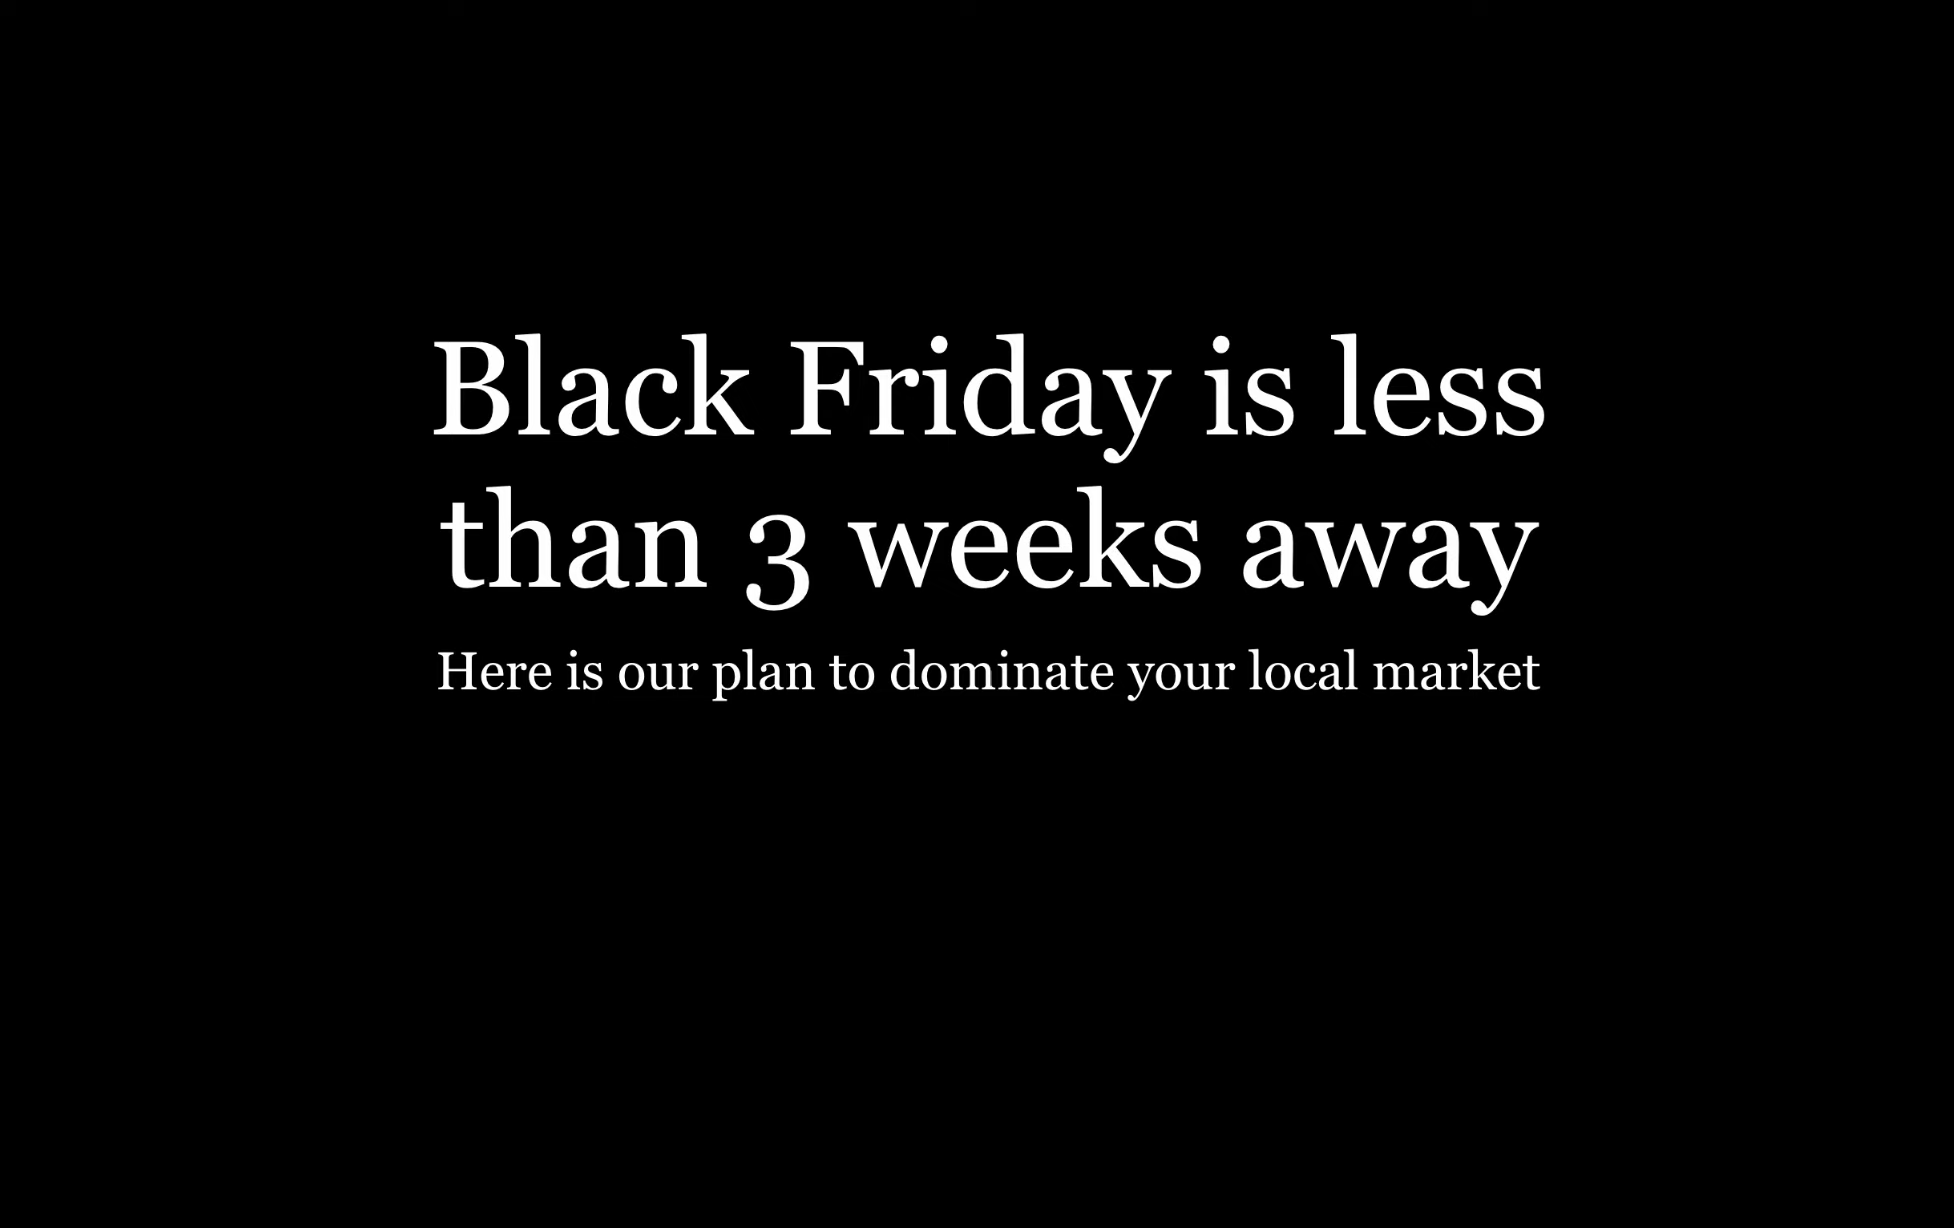 Black Friday is less
than 3 weeks away
Here is our plan to dominate your local market